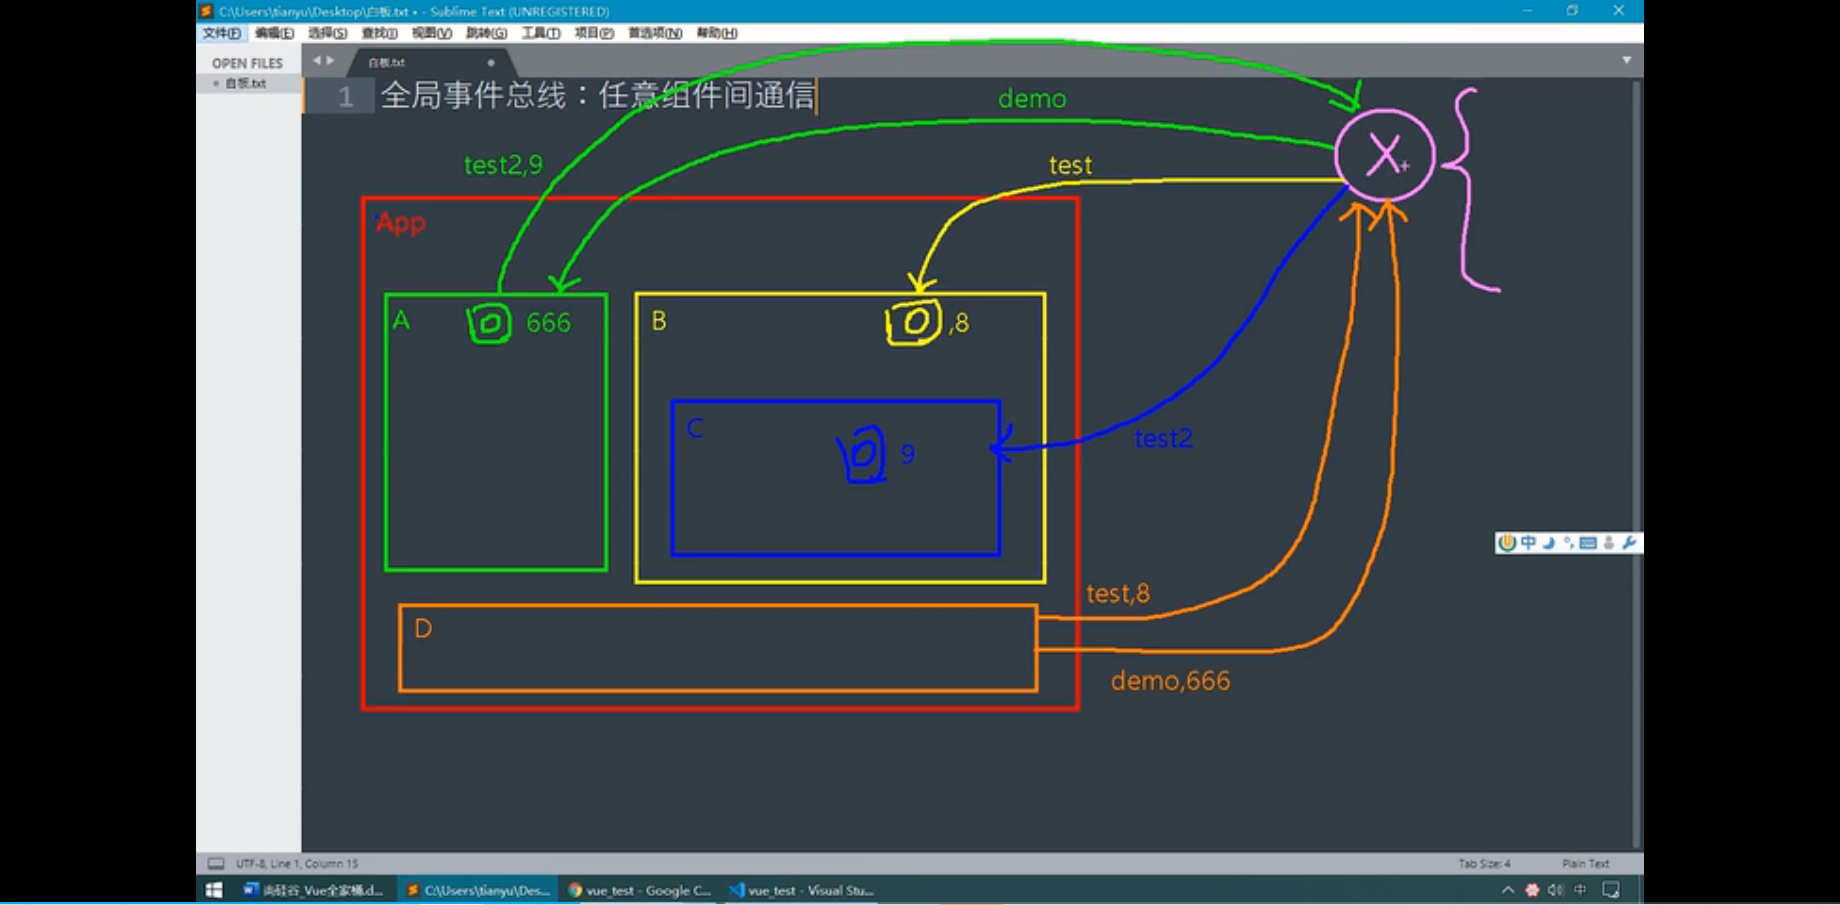 C:\Users\tianyu\Desktop\白板.txt • - Sublime Text (UNREGISTERED)
文件(F) 编辑(E) 选择(S) 查找(I) 视图(V) 跳转(G) 工具(T) 项目(P) 首选项(N) 帮助(H)
OPEN FILES
白板.txt
白板.txt
1 全局事件总线：任意组件间通信
demo
X
test2,9
test
App
A
666
B
,8
C
9
test2
中
test,8
D
demo,666
UTF-8, Line 1, Column 15
Tab Size: 4
Plain Text
尚硅谷_Vue全家桶.d...
C:\Users\tianyu\Des...
vue_test - Google C...
vue_test - Visual Stu...
中